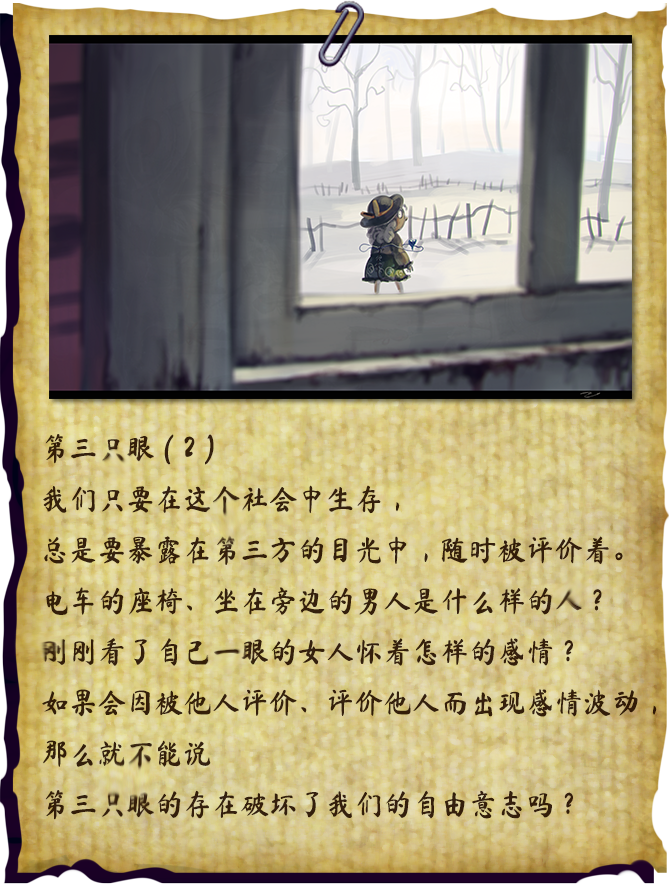 第三只眼（2）
我们只要在这个社会中生存，
总是要暴露在第三方的目光中，随时被评价着。
电车的座椅、坐在旁边的男人是什么样的人？
刚刚看了自己一眼的女人怀着怎样的感情？
如果会因被他人评价、评价他人而出现感情波动，
那么就不能说
第三只眼的存在破坏了我们的自由意志吗？